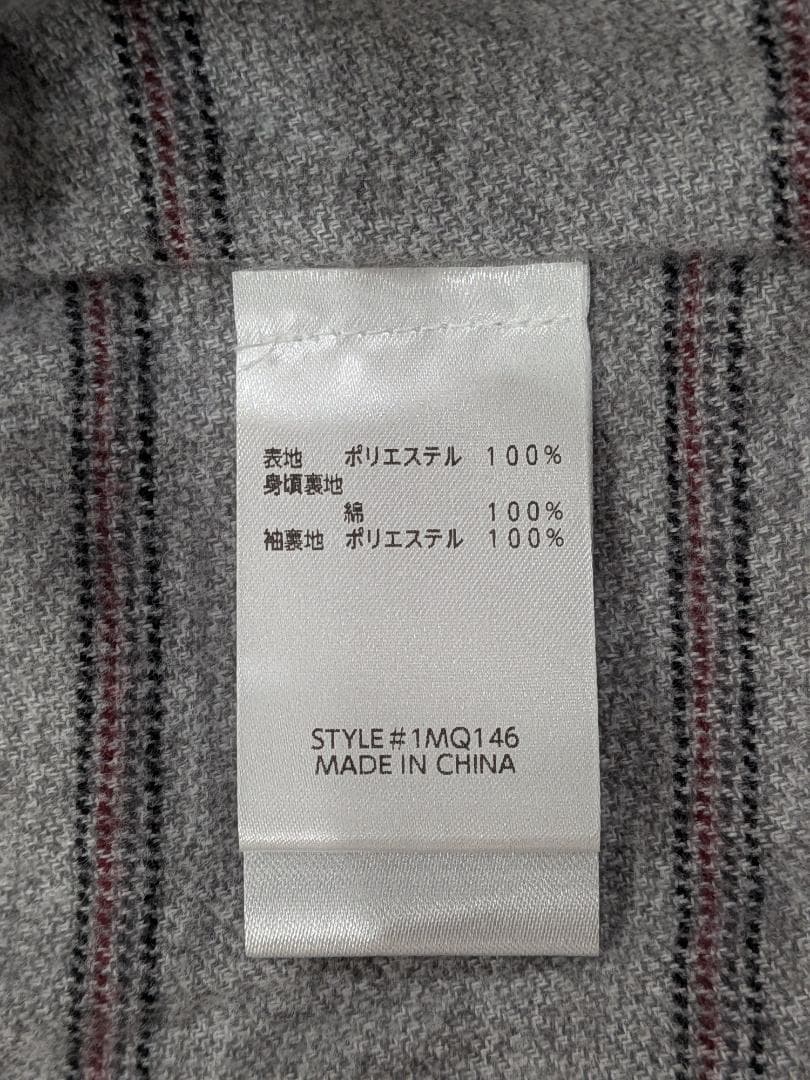 表地 ポリエステル 100%
身頃裏地
綿 100%
袖裏地 ポリエステル 100%
STYLE#1MQ146
MADE IN CHINA